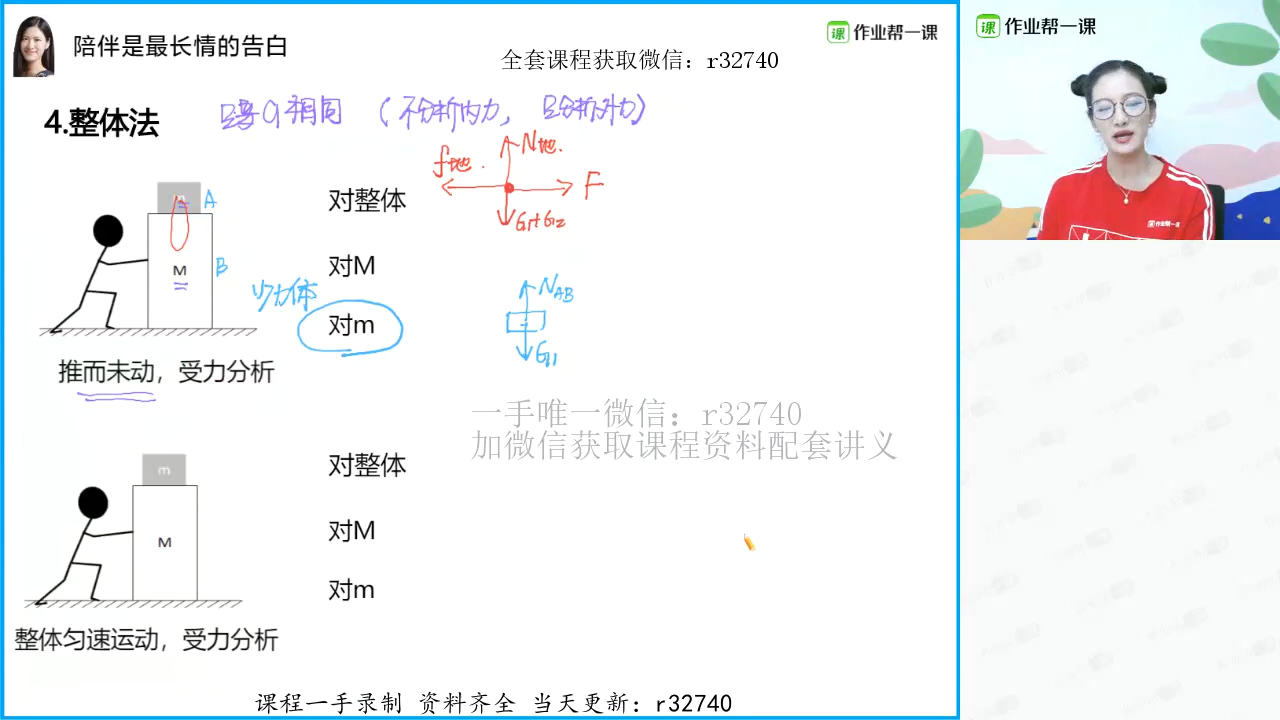 陪伴是最长情的告白
作业帮一课
全套课程获取微信：r32740
课 作业帮一课
4.整体法
要a相同 (不分析内力，只分析外力)
N地.
f地.
F
G1+G2
m A
对整体
M B
对M
少力体
对m
NAB
G1
推而未动，受力分析
一手唯一微信：r32740
加微信获取课程资料配套讲义
m
对整体
M
对M
对m
整体匀速运动，受力分析
课程一手录制 资料齐全 当天更新：r32740